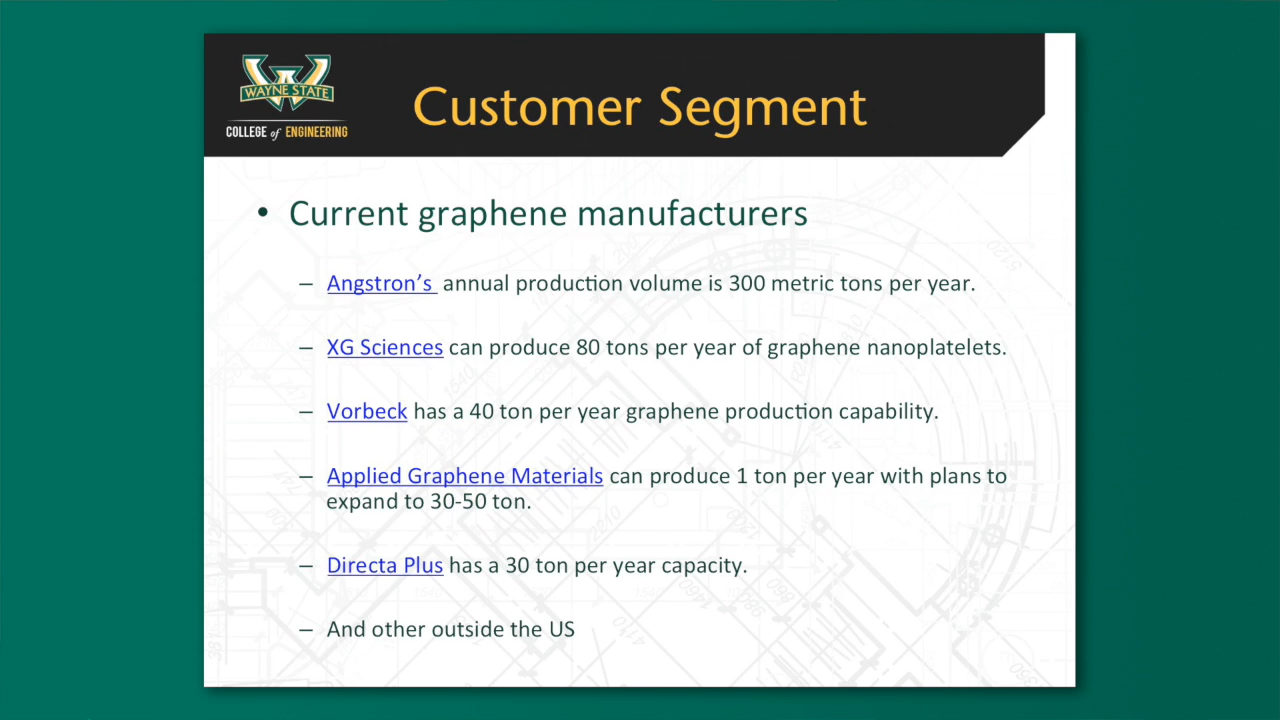 WAYNE STATE
COLLEGE of ENGINEERING
Customer Segment
• Current graphene manufacturers
– Angstron’s annual production volume is 300 metric tons per year.
– XG Sciences can produce 80 tons per year of graphene nanoplatelets.
– Vorbeck has a 40 ton per year graphene production capability.
– Applied Graphene Materials can produce 1 ton per year with plans to
expand to 30-50 ton.
– Directa Plus has a 30 ton per year capacity.
– And other outside the US